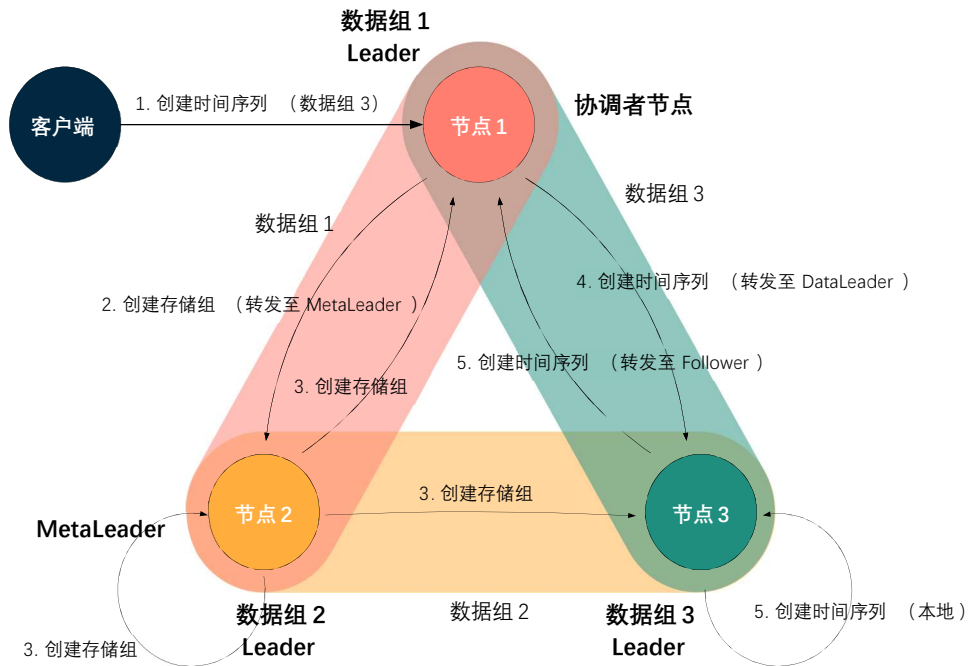 数据组 1
Leader
1. 创建时间序列 （数据组 3）
客户端
节点 1
协调者节点
数据组 1
数据组 3
2. 创建存储组 （转发至 MetaLeader ）
4. 创建时间序列 （转发至 DataLeader ）
5. 创建时间序列 （转发至 Follower ）
3. 创建存储组
3. 创建存储组
节点 2
节点 3
MetaLeader
数据组 2
Leader
数据组 2
数据组 3
Leader
5. 创建时间序列 （本地）
3. 创建存储组